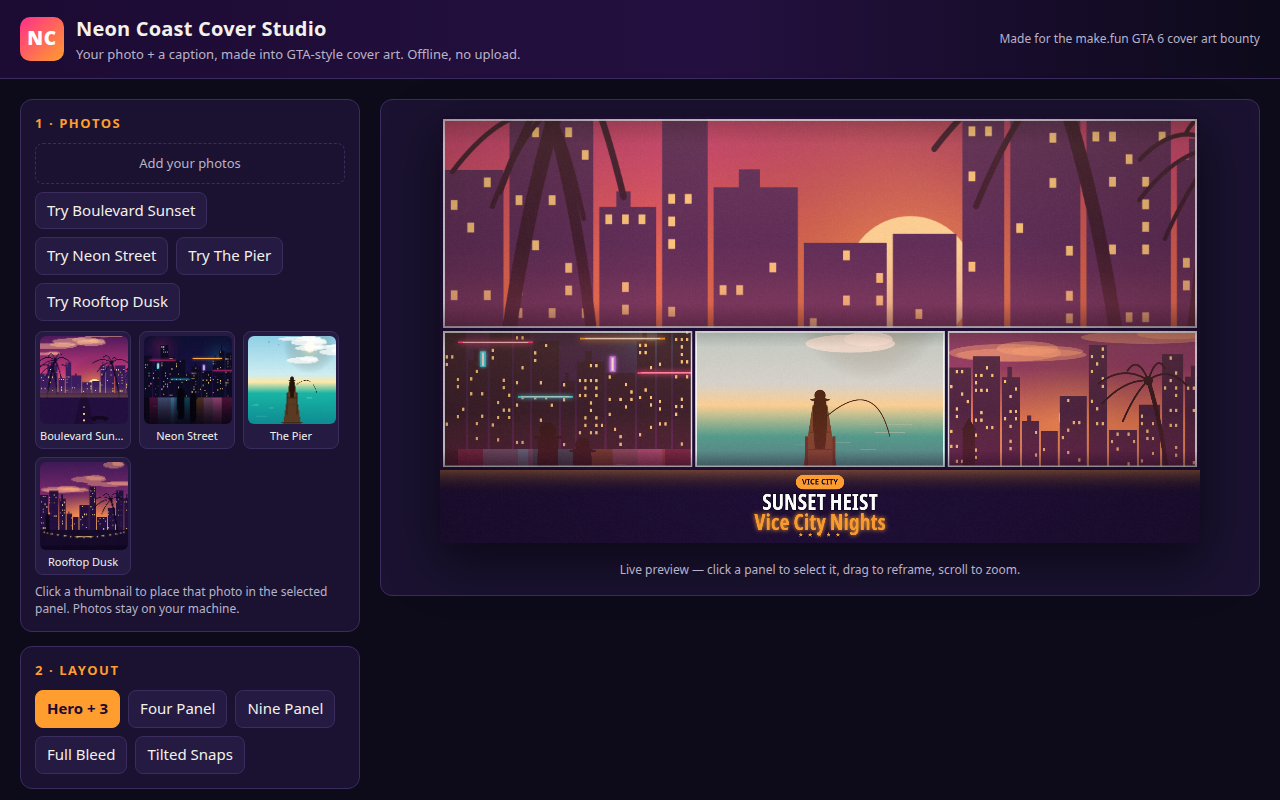 NC
Neon Coast Cover Studio
Your photo + a caption, made into GTA-style cover art. Offline, no upload.
Made for the make.fun GTA 6 cover art bounty
1 · PHOTOS
Add your photos
Try Boulevard Sunset
Try Neon Street
Try The Pier
Try Rooftop Dusk
Boulevard Sun...
Neon Street
The Pier
Rooftop Dusk
Click a thumbnail to place that photo in the selected
panel. Photos stay on your machine.
2 · LAYOUT
Hero + 3
Four Panel
Nine Panel
Full Bleed
Tilted Snaps
VICE CITY
SUNSET HEIST
Vice City Nights
Live preview — click a panel to select it, drag to reframe, scroll to zoom.